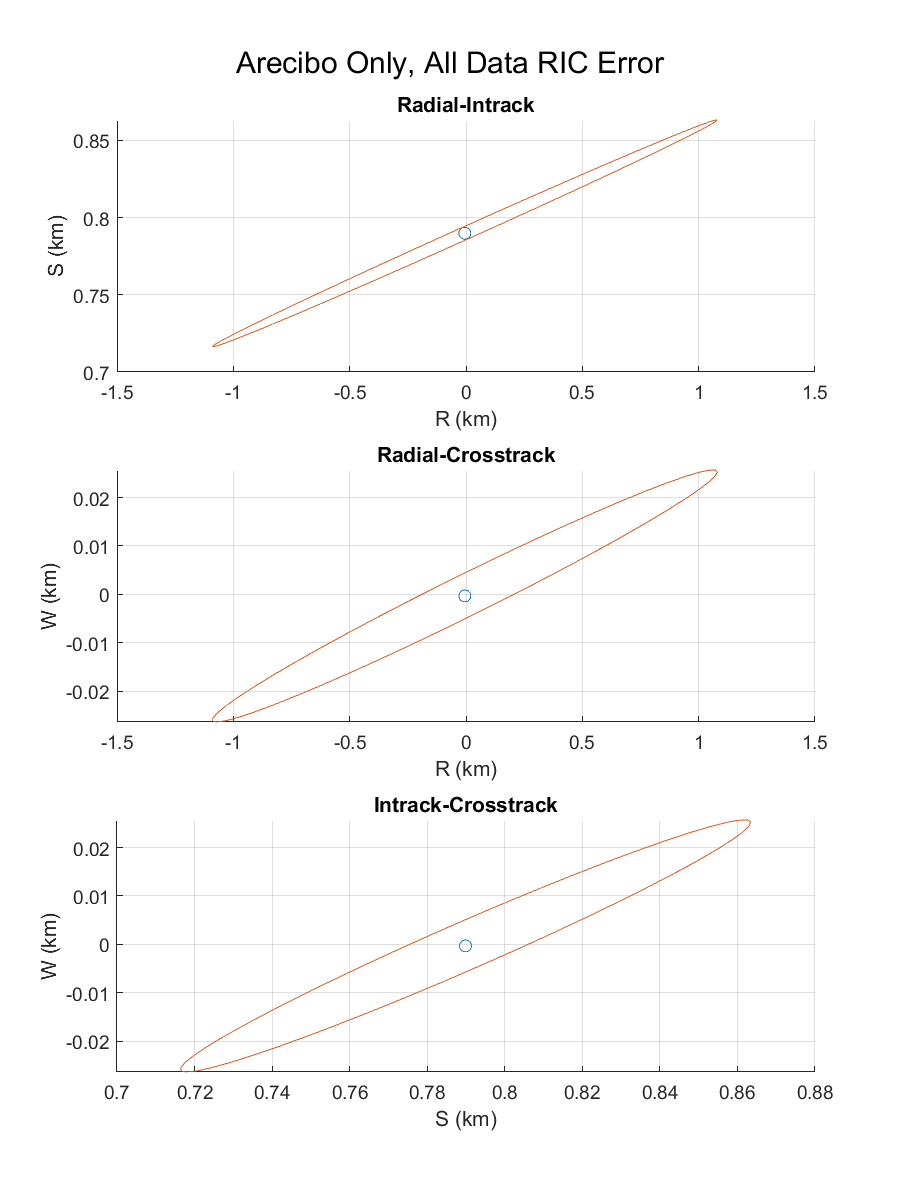 Arecibo Only, All Data RIC Error
Radial-Intrack
0.85
0.8
0.75
0.7
S (km)
-1.5 -1 -0.5 0 0.5 1 1.5
R (km)
Radial-Crosstrack
0.02
0.01
0
-0.01
-0.02
W (km)
-1.5 -1 -0.5 0 0.5 1 1.5
R (km)
Intrack-Crosstrack
0.02
0.01
0
-0.01
-0.02
W (km)
0.7 0.72 0.74 0.76 0.78 0.8 0.82 0.84 0.86 0.88
S (km)